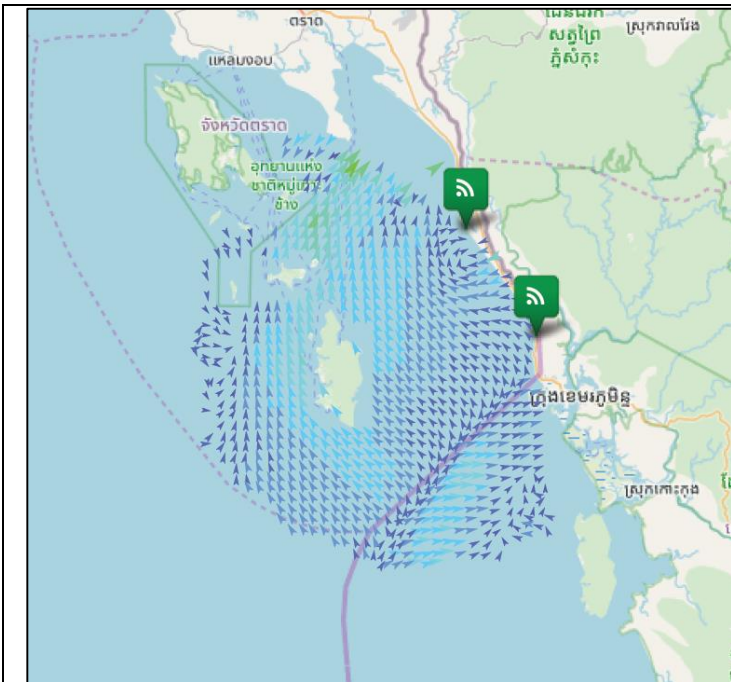 ตราด
ស្រុកវាលវែង
សត្វព្រៃ
ភ្នំសំកុះ
แหลมงอบ
จังหวัดตราด
อุทยานแห่ง
ชาติหมู่เกาะ
ช้าง
ក្រុងខេមរភូមិន្ទ
ស្រុកកោះកុង